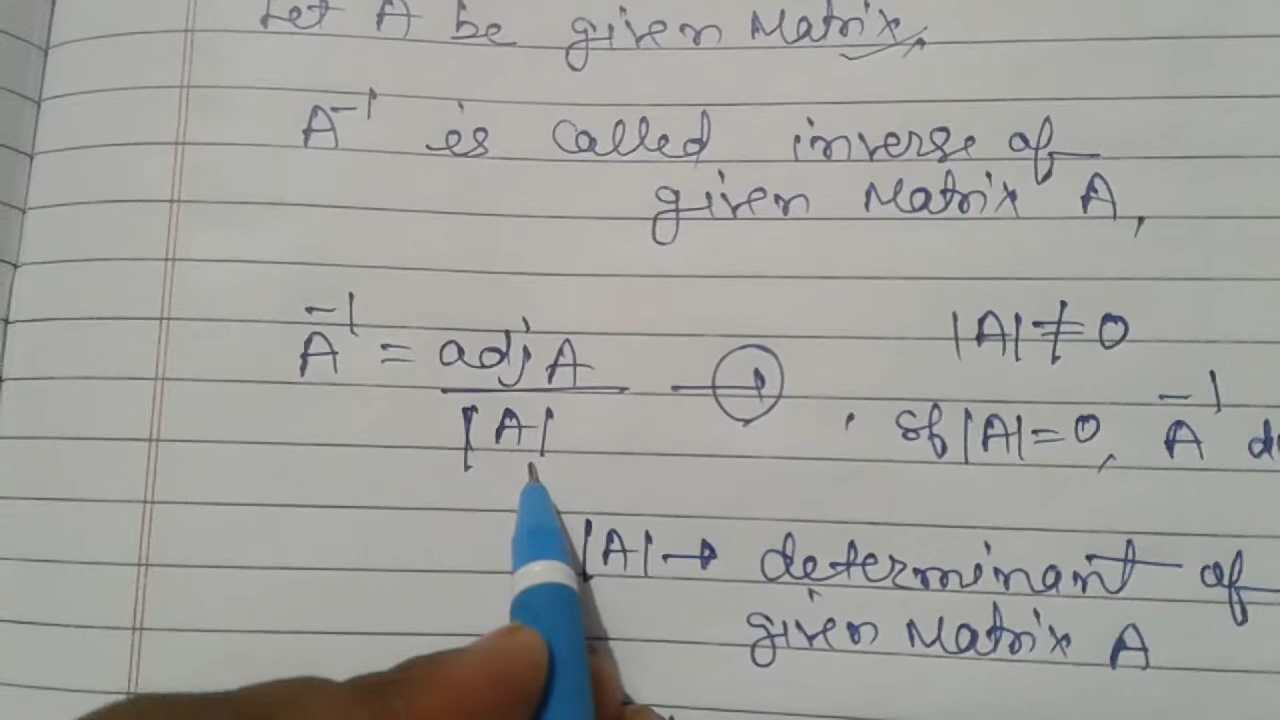 Let A be given Matrix
A⁻¹ is called inverse of
given Matrix A,
A⁻¹ = adj A / |A| → |A| ≠ 0
If |A| = 0, A⁻¹
|A| → determinant of
given Matrix A